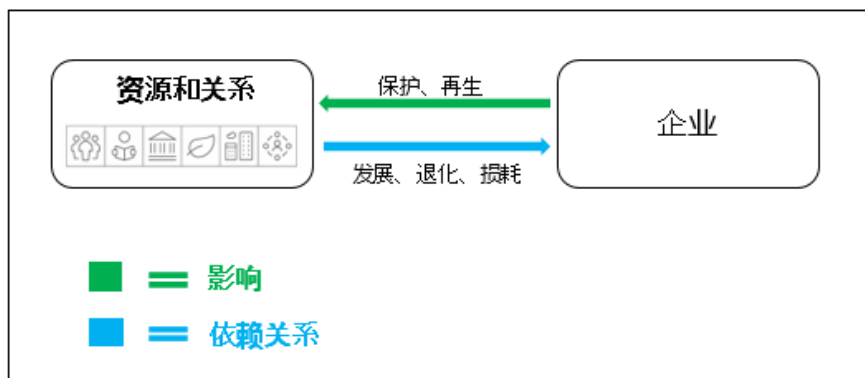 资源和关系
保护、再生
企业
发展、退化、损耗
影响
依赖关系